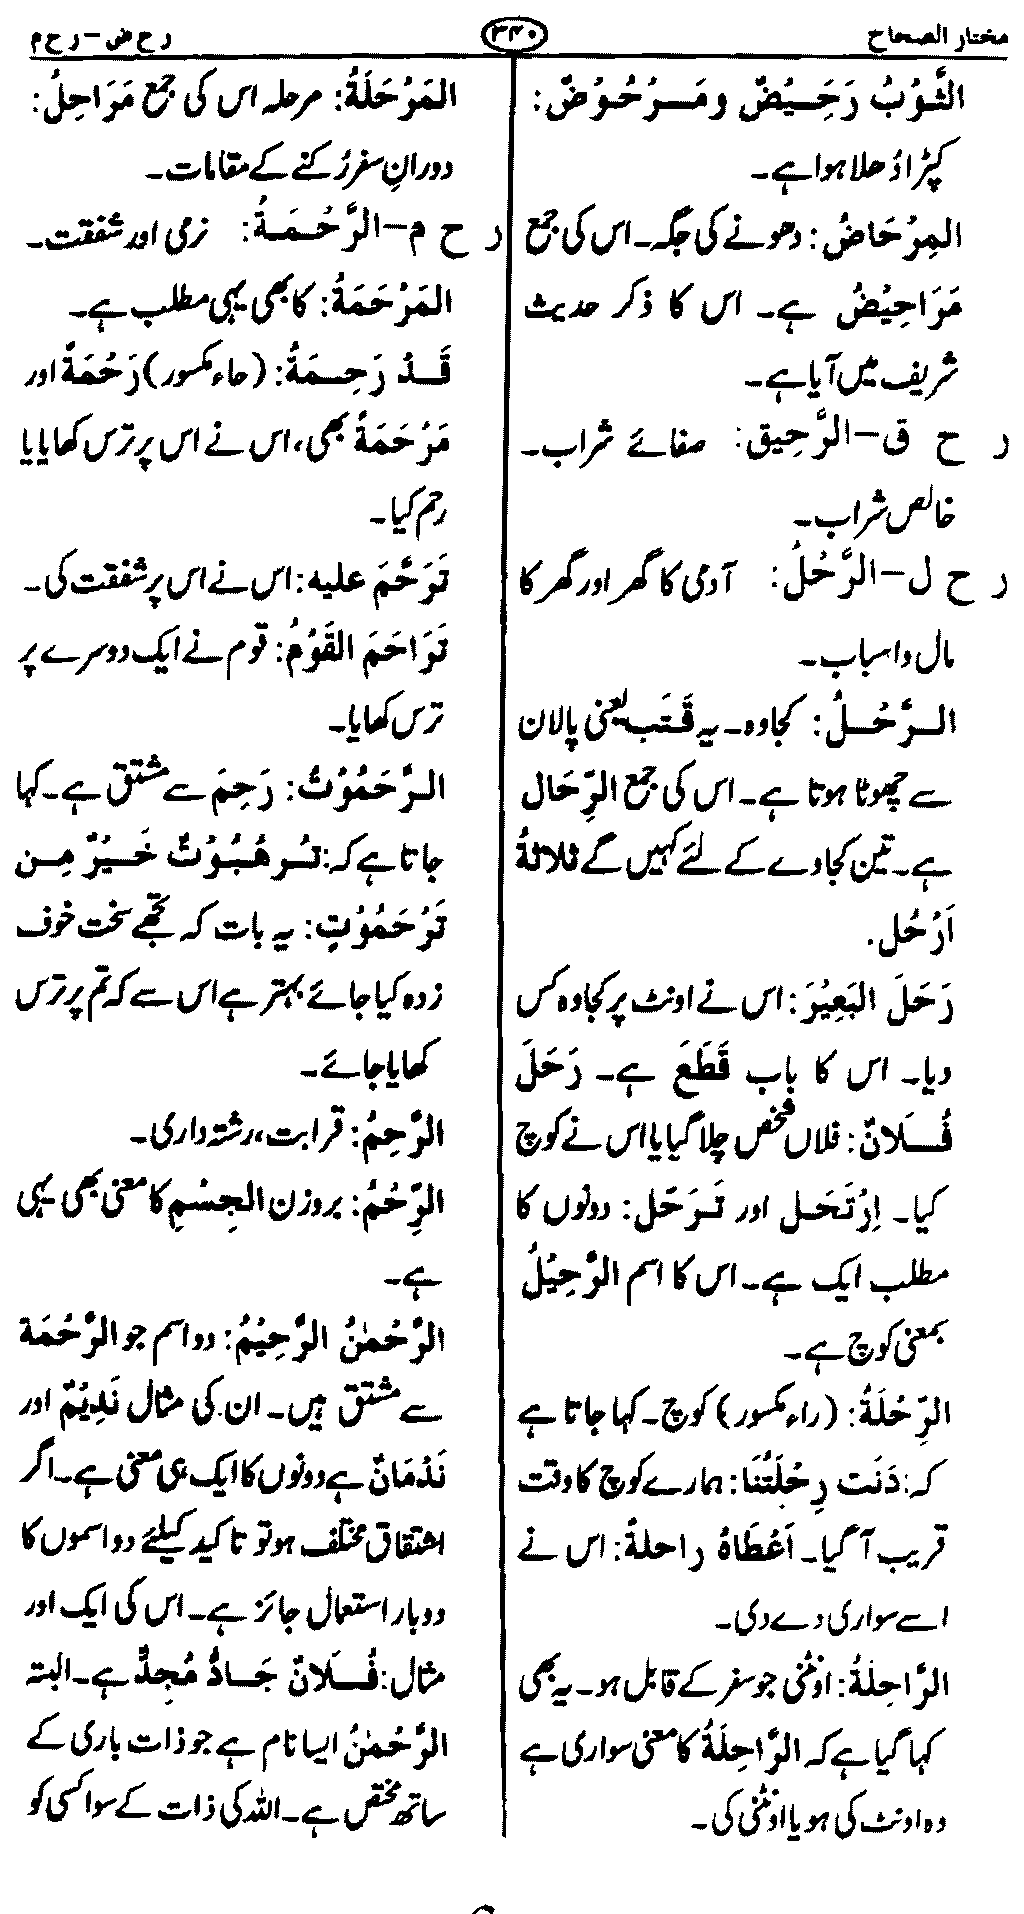 مختار الصحاح
۳۴۰
ر ح ض – ر ح م
الثَّوْبُ رَحَيْضٌ ومَرْحُوْضٌ:
کپڑا دُھلا ہوا ہے۔
المِرْحَاضُ: دھونے کی جگہ۔ اس کی جمع
مَرَاحِيْضُ ہے۔ اس کا ذکر حدیث
شریف میں آیا ہے۔
ر ح ق – الرَّحِيق: صفائے شراب۔
خالص شراب۔
ر ح ل – الرَّحْلُ: آدمی کا گھر اور گھر کا
مال و اسباب۔
الرَّحْلُ: کجاوہ۔ یہ قَتَب یعنی پالان
سے چھوٹا ہوتا ہے۔ اس کی جمع الرِّحَال
ہے۔ تین کجاوے کے لئے کہیں گے ثلاثةُ
اَرْحُل.
رَحَلَ البَعِيْرَ: اس نے اونٹ پر کجاوہ کس
دیا۔ اس کا باب قَطَعَ ہے۔ رَحَلَ
فُلَانٌ: فلاں شخص چلا گیا یا اس نے کوچ
کیا۔ اِرْتَحَل اور تَرَحّل: دونوں کا
مطلب ایک ہے۔ اس کا اسم الرَّحِيْلُ
بمعنی کوچ ہے۔
الرِّحْلَةُ: (راء مکسور) کوچ۔ کہا جاتا ہے
کہ: دَنَت رِحْلَتُنَا: ہمارے کوچ کا وقت
قریب آ گیا۔ اَعْطَاهُ راحلةً: اس نے
اسے سواری دے دی۔
الرَّاحِلَةُ: اونٹنی جو سفر کے قابل ہو۔ یہ بھی
کہا گیا ہے کہ الرَّاحِلَةُ کا معنی سواری ہے
وہ اونٹ کی ہو یا اونٹنی کی۔
المَرْحَلَةُ: مرحلہ اس کی جمع مَرَاحِلُ:
دورانِ سفر رُکنے کے مقامات۔
ر ح م – الرَّحْمَةُ: نرمی اور شفقت۔
المَرْحَمَةُ: کا بھی یہی مطلب ہے۔
قَدْ رَحِمَهُ: (حاء مکسور) رَحْمَةً اور
مَرْحَمَةً بھی، اس نے اس پر ترس کھایا یا
رحم کیا۔
تَرَحَّمَ عليه: اس نے اس پر شفقت کی۔
تَرَاحَمَ القَوْمُ: قوم نے ایک دوسرے پر
ترس کھایا۔
الرَّحَمُوْتُ: رَحِمَ سے مشتق ہے۔ کہا
جاتا ہے کہ: تُرْهَبُوْتٌ خَيْرٌ مِن
تَرْحَمُوْتٍ: یہ بات کہ تجھے سخت خوف
زدہ کیا جائے بہتر ہے اس سے کہ تم پر ترس
کھایا جائے۔
الرَّحِمُ: قرابت، رشتہ داری۔
الرِّحْمُ: بروزن الجِسْمِ کا معنی بھی یہی
ہے۔
الرَّحْمٰنُ الرَّحِيْمُ: دو اسم جو الرَّحْمَة
سے مشتق ہیں۔ ان کی مثال نَدِيْمٌ اور
نَدْمَانٌ ہے دونوں کا ایک ہی معنی ہے۔ اگر
اشتقاق مختلف ہو تو تاکید کیلئے دو اسموں کا
دو بار استعمال جائز ہے۔ اس کی ایک اور
مثال: فُلَانٌ جَادٌّ مُجِدٌّ ہے۔ البتہ
الرَّحْمٰنُ ایسا نام ہے جو ذات باری کے
ساتھ مختص ہے۔ اللہ کی ذات کے سوا کسی کو